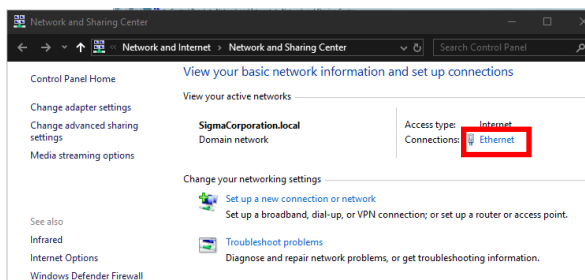 Network and Sharing Center
Network and Internet › Network and Sharing Center
Search Control Panel
Control Panel Home
Change adapter settings
Change advanced sharing
settings
Media streaming options
See also
Infrared
Internet Options
Windows Defender Firewall
View your basic network information and set up connections
View your active networks
SigmaCorporation.local
Domain network
Access type: Internet
Connections: Ethernet
Change your networking settings
Set up a new connection or network
Set up a broadband, dial-up, or VPN connection; or set up a router or access point.
Troubleshoot problems
Diagnose and repair network problems, or get troubleshooting information.